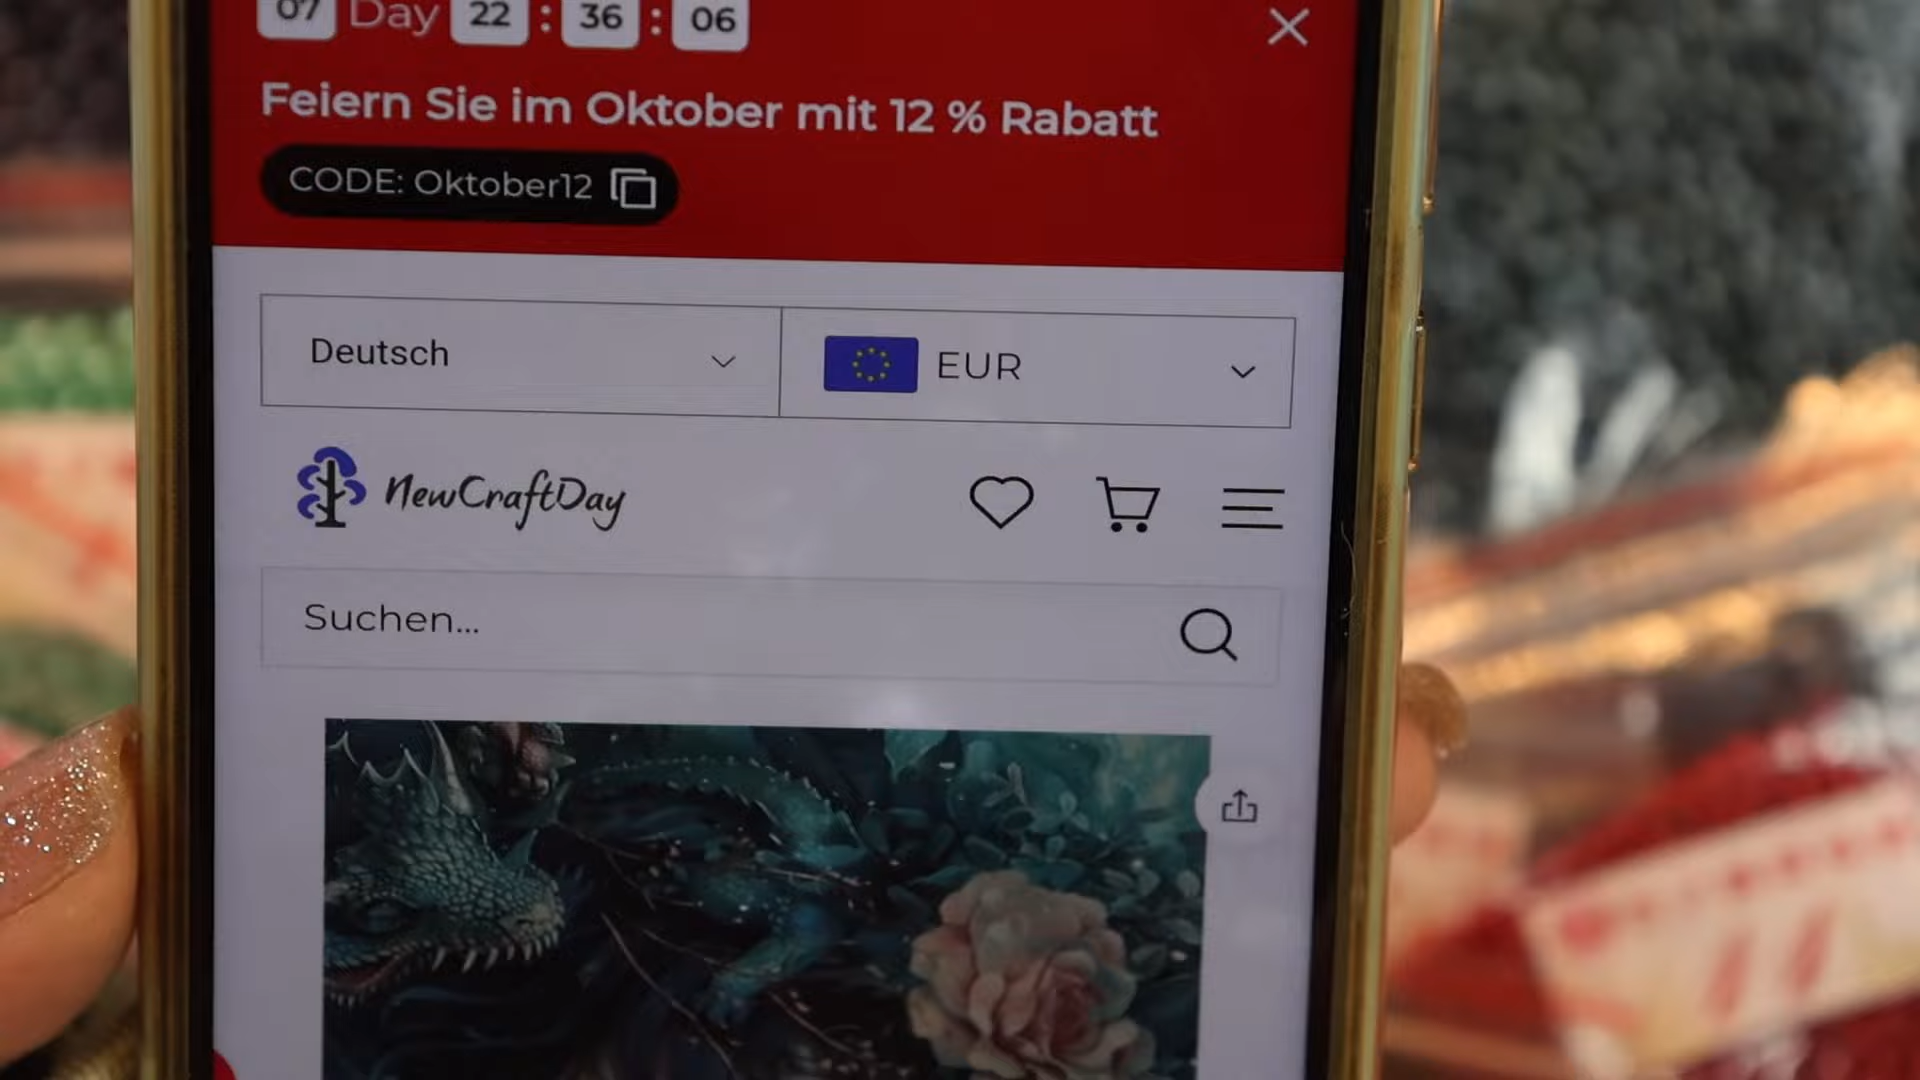 07 Day 22 : 36 : 06
Feiern Sie im Oktober mit 12 % Rabatt
CODE: Oktober12
Deutsch
EUR
NewCraftDay
Suchen...